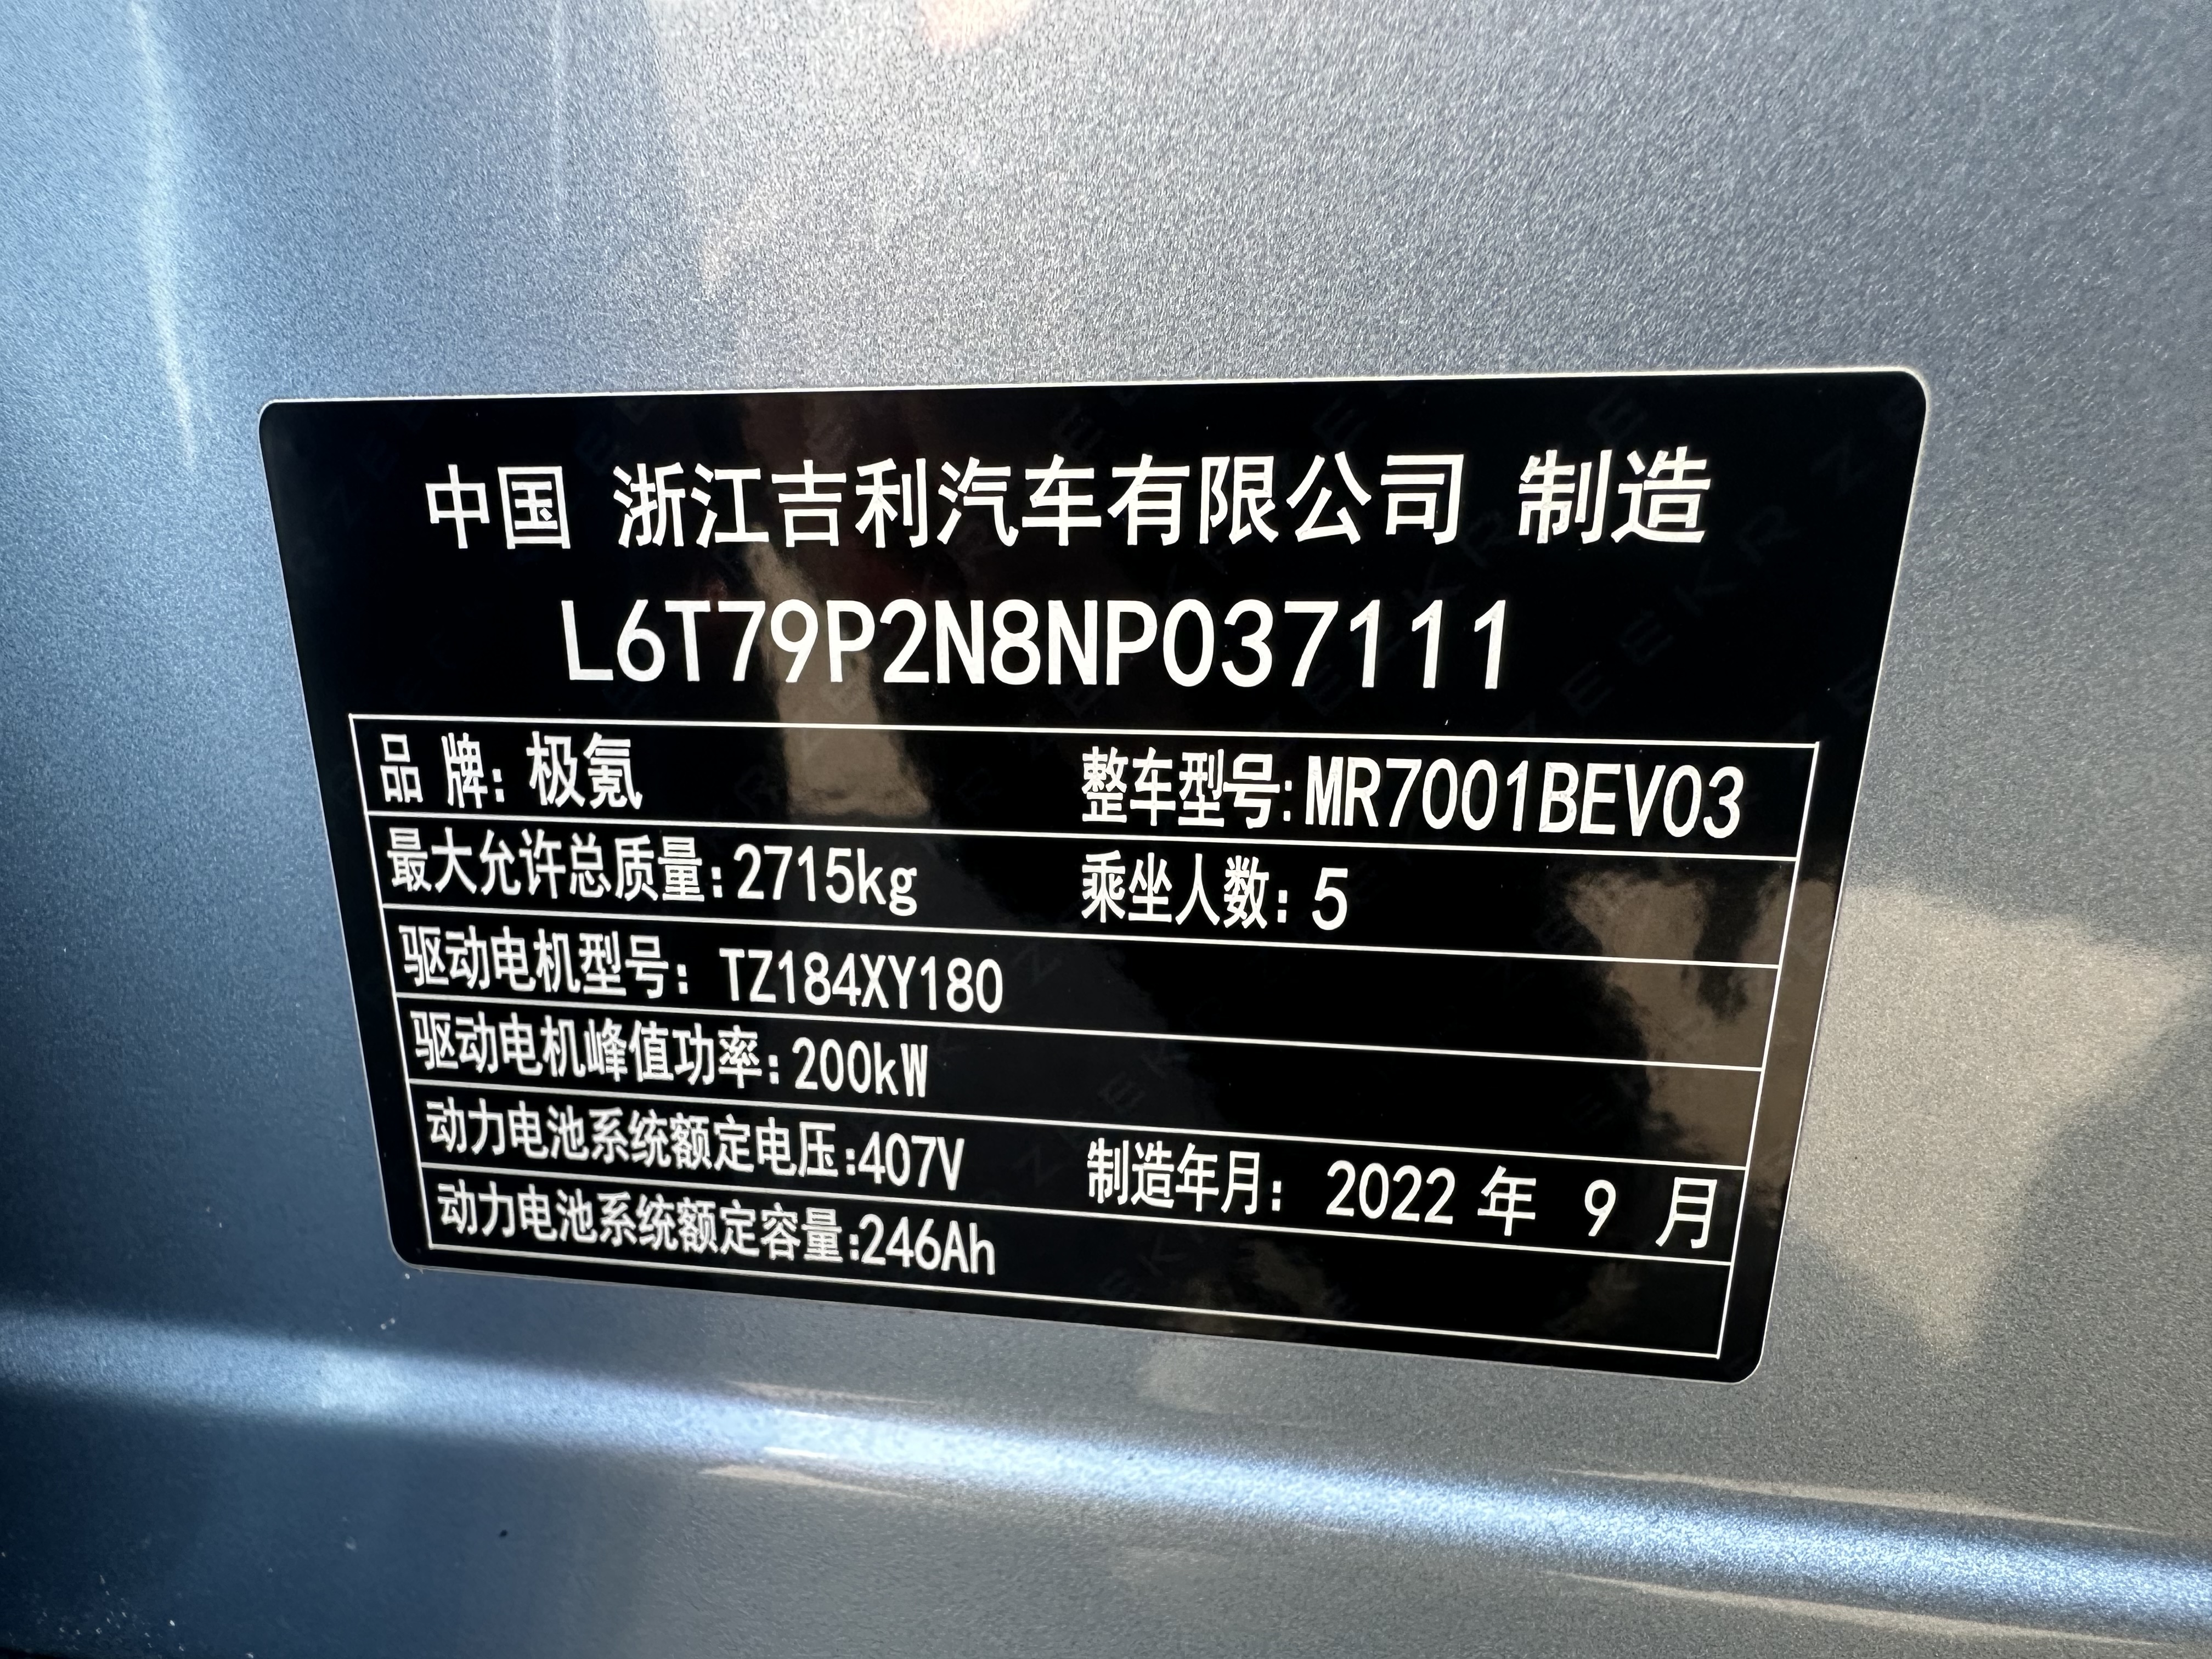 中国 浙江吉利汽车有限公司 制造
L6T79P2N8NP037111
品 牌: 极氪 整车型号: MR7001BEV03
最大允许总质量: 2715kg 乘坐人数: 5
驱动电机型号: TZ184XY180
驱动电机峰值功率: 200kW
动力电池系统额定电压: 407V 制造年月: 2022 年 9 月
动力电池系统额定容量: 246Ah